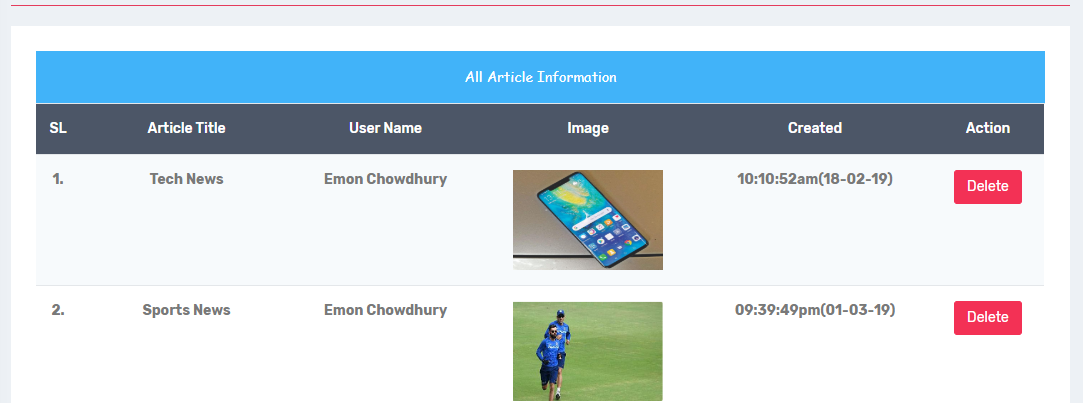 All Article Information
SL Article Title User Name Image Created Action
1. Tech News Emon Chowdhury 10:10:52am(18-02-19) Delete
2. Sports News Emon Chowdhury 09:39:49pm(01-03-19) Delete